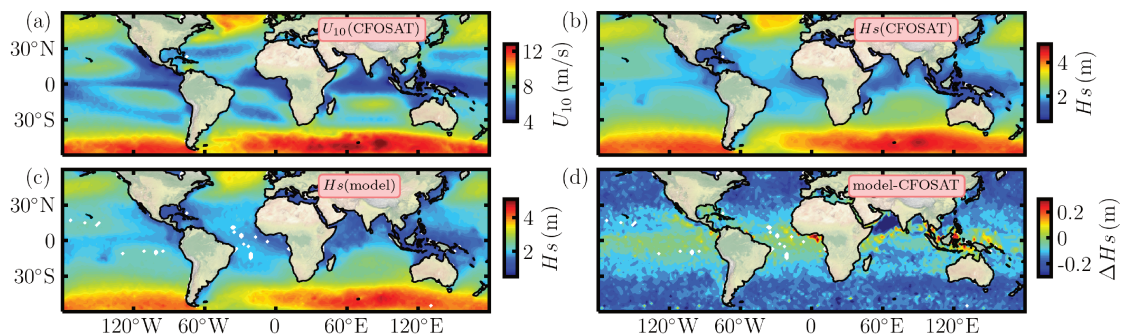 (a)
U10(CFOSAT)
30°N
0
30°S
12
8
4
U10 (m/s)
(b)
Hs(CFOSAT)
4
2
Hs (m)
(c)
Hs(model)
30°N
0
30°S
120°W
60°W
0
60°E
120°E
4
2
Hs (m)
(d)
model-CFOSAT
120°W
60°W
0
60°E
120°E
0.2
0
-0.2
ΔHs (m)